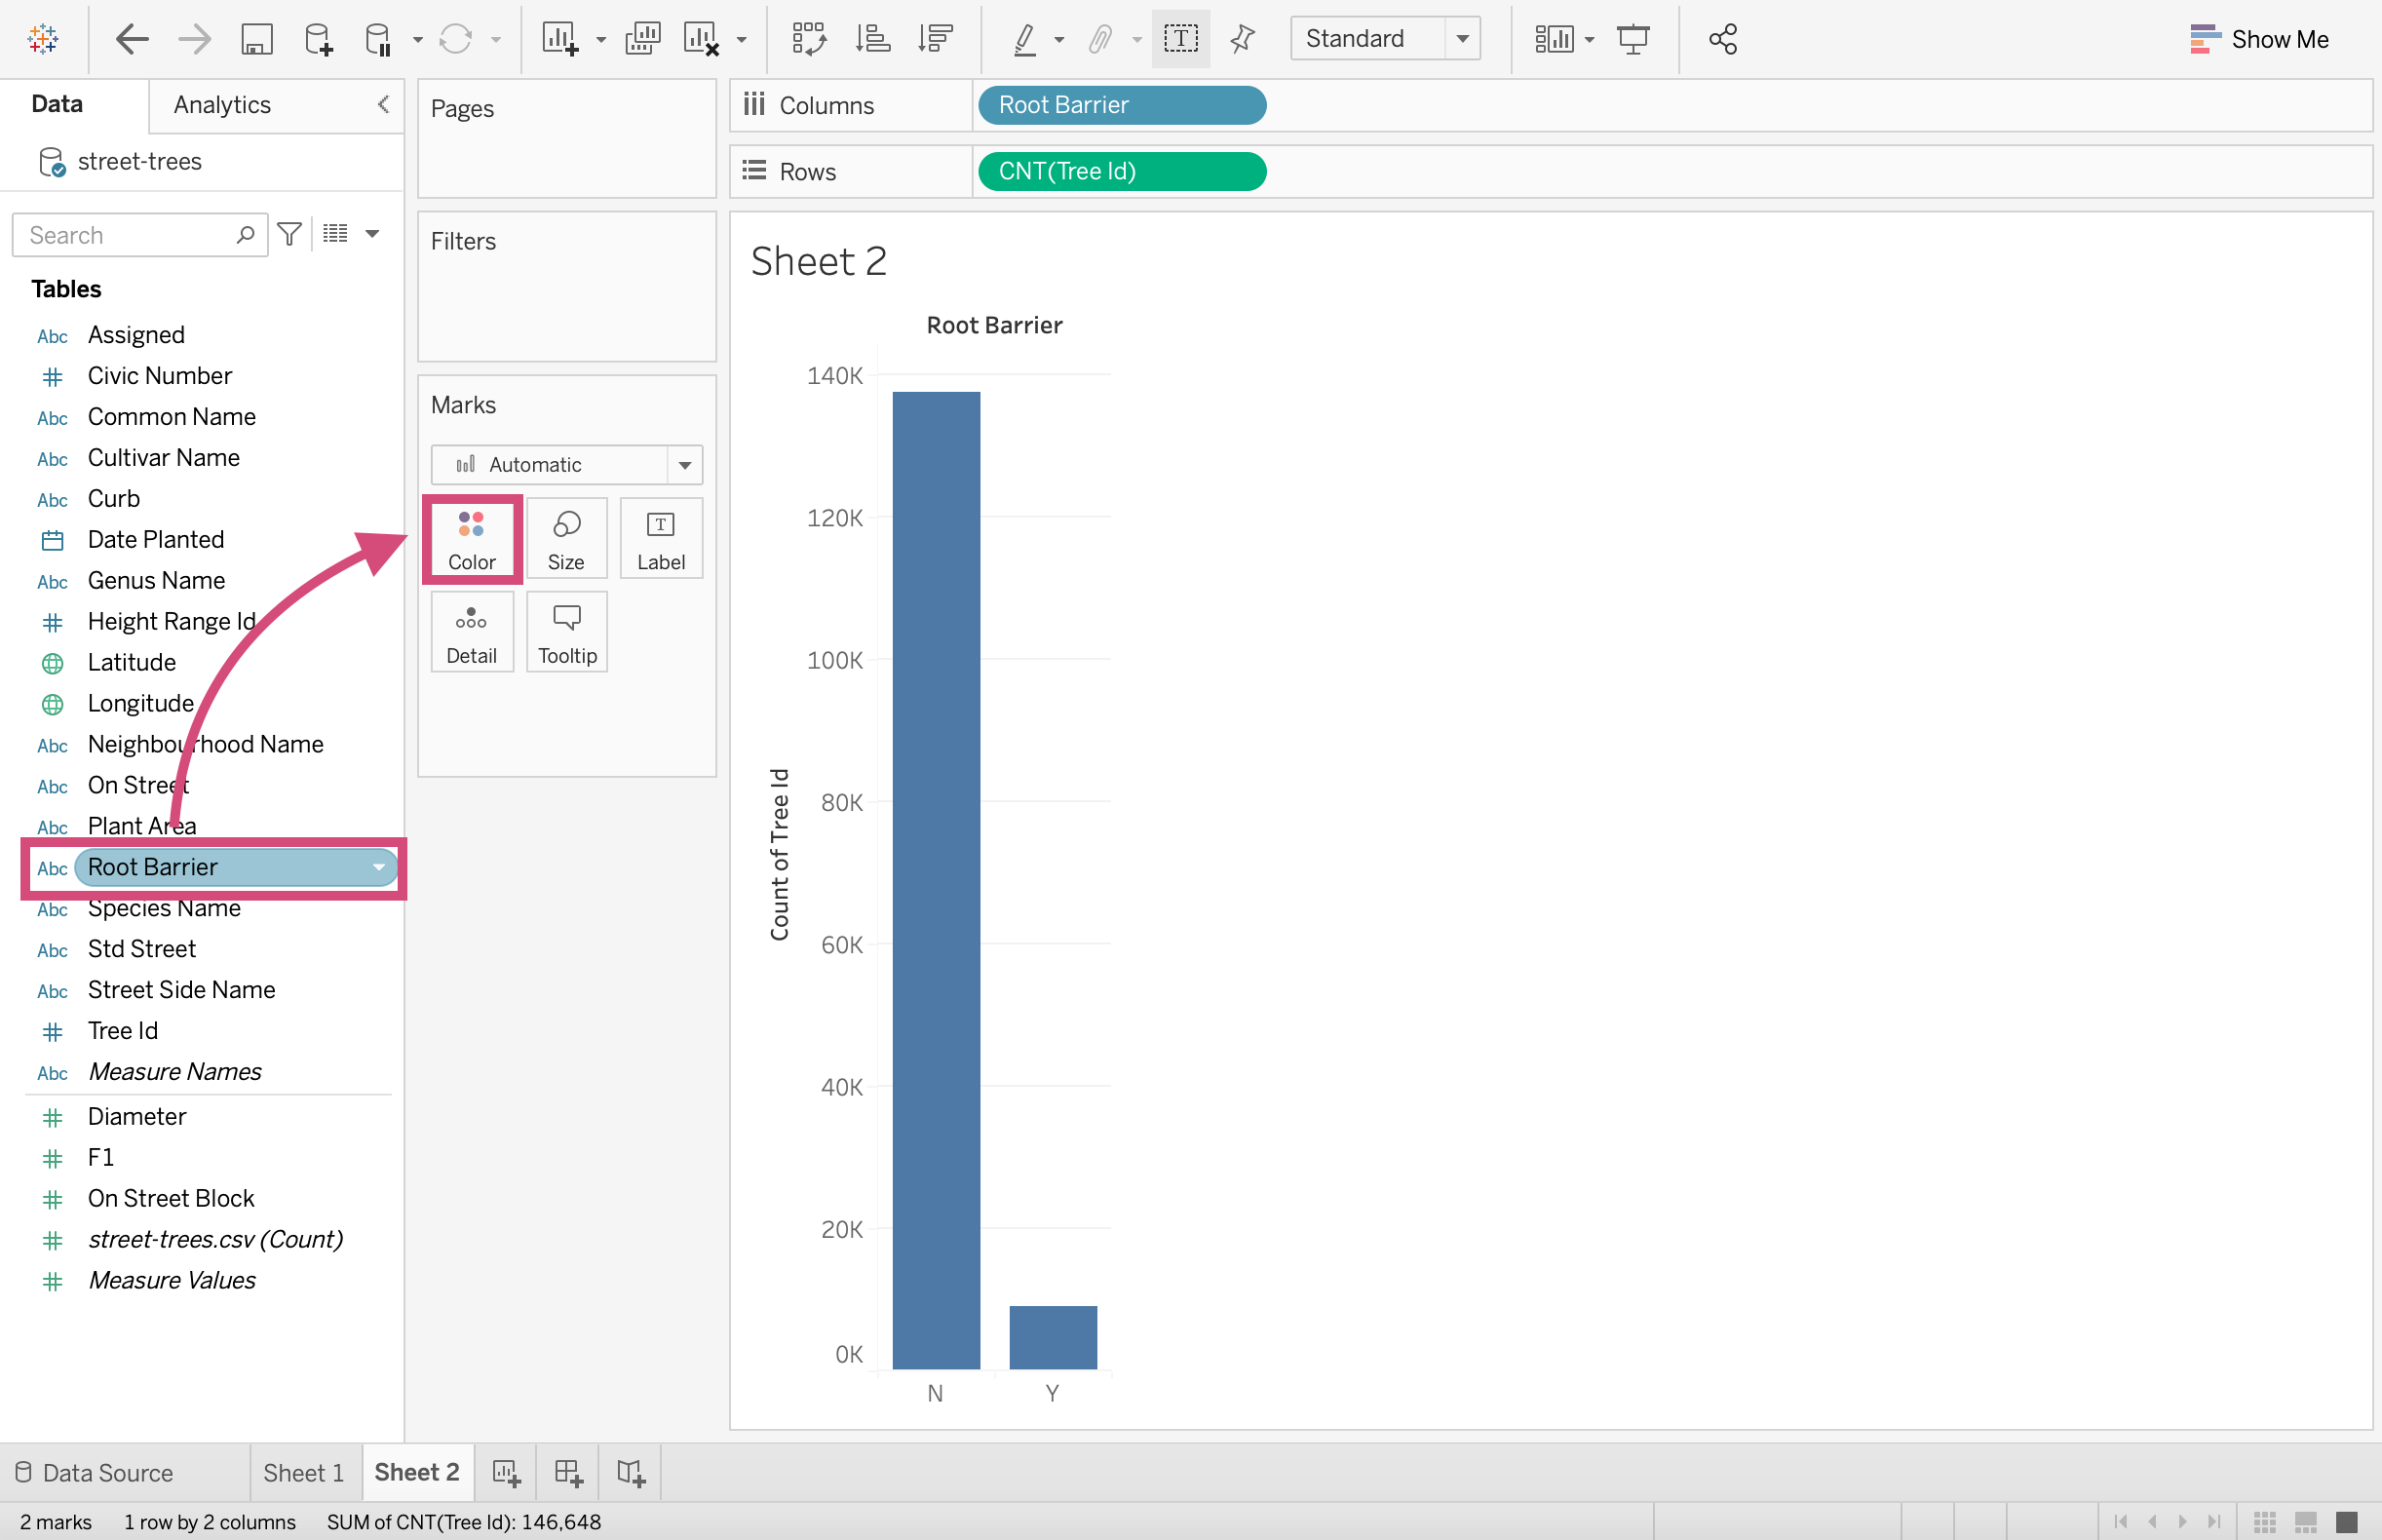 Standard
Show Me
Data
Analytics
street-trees
Search
Tables
Abc Assigned
Civic Number
Abc Common Name
Abc Cultivar Name
Abc Curb
Date Planted
Abc Genus Name
Height Range Id
Latitude
Longitude
Abc Neighbourhood Name
Abc On Street
Abc Plant Area
Abc Root Barrier
Abc Species Name
Abc Std Street
Abc Street Side Name
Tree Id
Abc Measure Names
Diameter
F1
On Street Block
street-trees.csv (Count)
Measure Values
Pages
Filters
Marks
Automatic
Color
Size
T
Label
Detail
Tooltip
Columns
Root Barrier
Rows
CNT(Tree Id)
Sheet 2
Root Barrier
Count of Tree Id
140K
120K
100K
80K
60K
40K
20K
0K
N
Y
Data Source
Sheet 1
Sheet 2
2 marks
1 row by 2 columns
SUM of CNT(Tree Id): 146,648